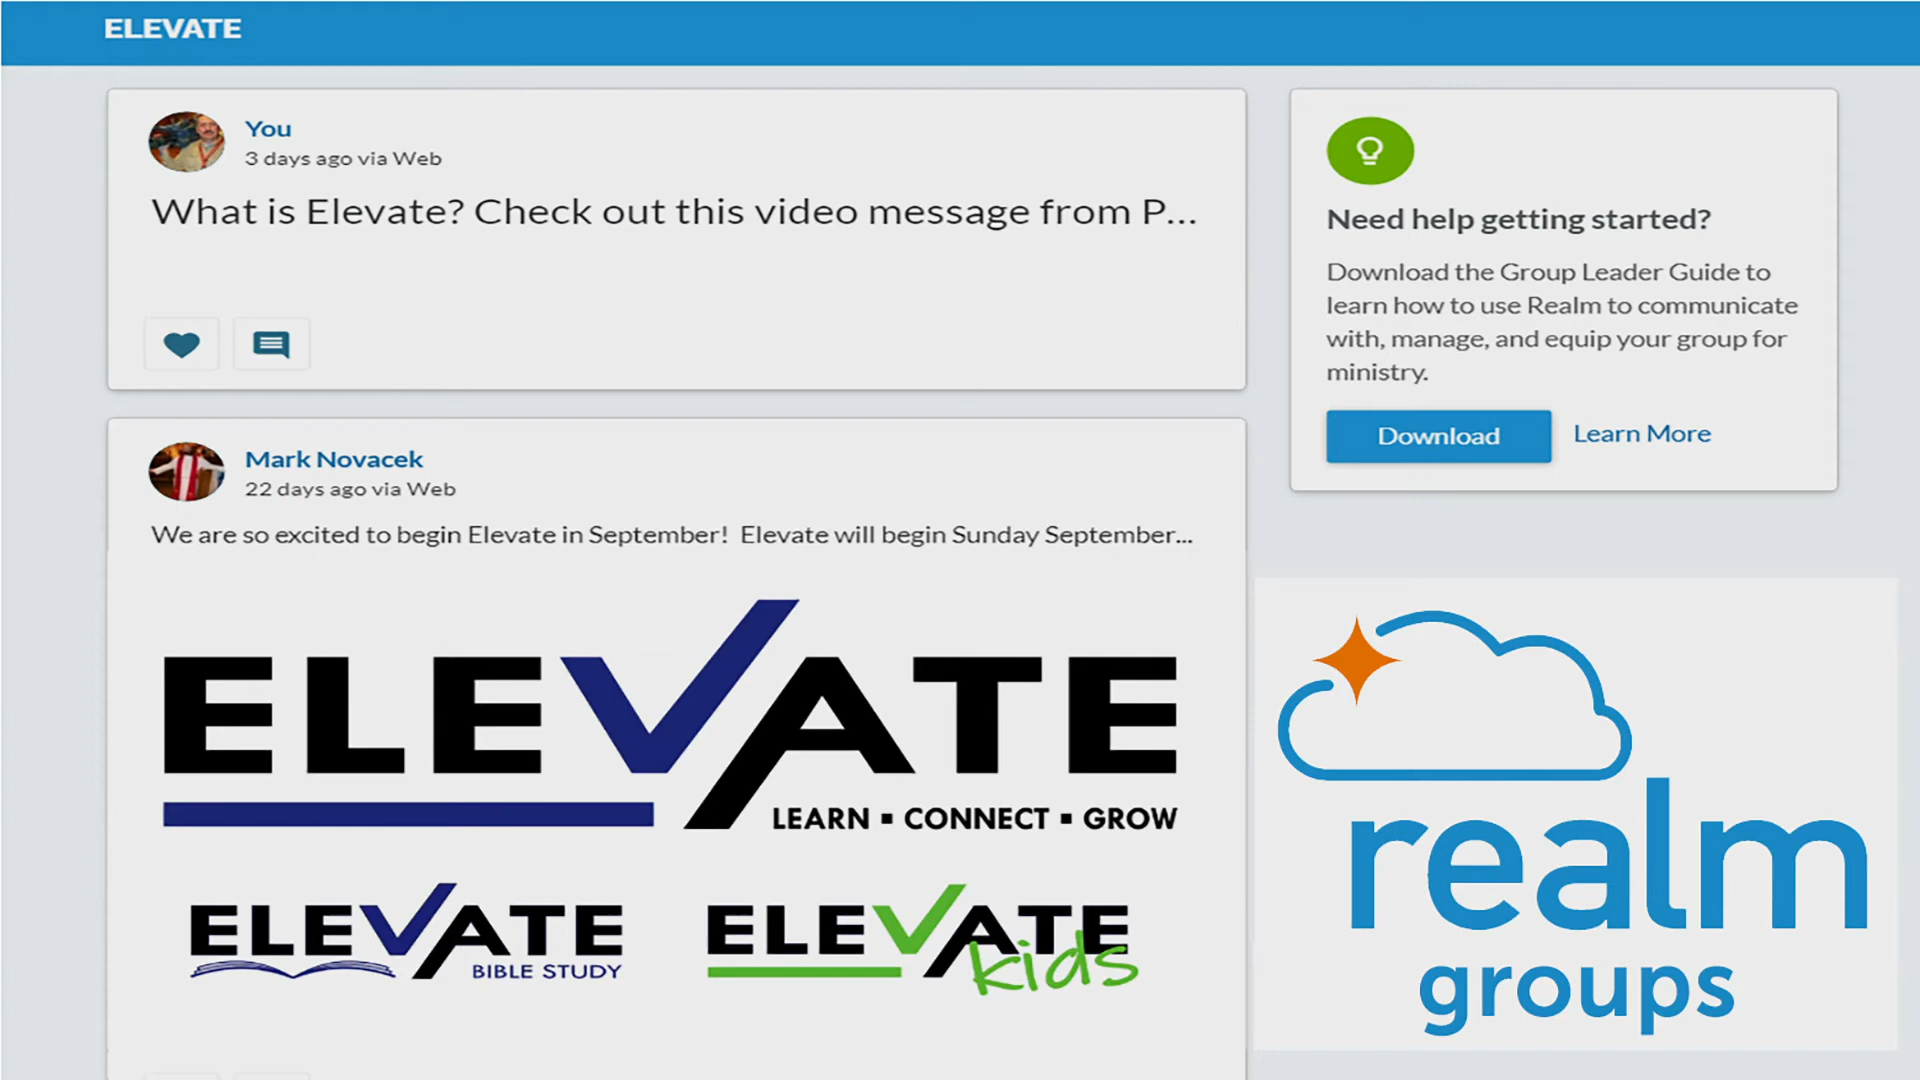 ELEVATE
You
3 days ago via Web
What is Elevate? Check out this video message from P...
Mark Novacek
22 days ago via Web
We are so excited to begin Elevate in September! Elevate will begin Sunday September...
ELEVATE
LEARN ▪ CONNECT ▪ GROW
ELEVATE
BIBLE STUDY
ELEVATE
kids
Need help getting started?
Download the Group Leader Guide to
learn how to use Realm to communicate
with, manage, and equip your group for
ministry.
Download
Learn More
realm
groups